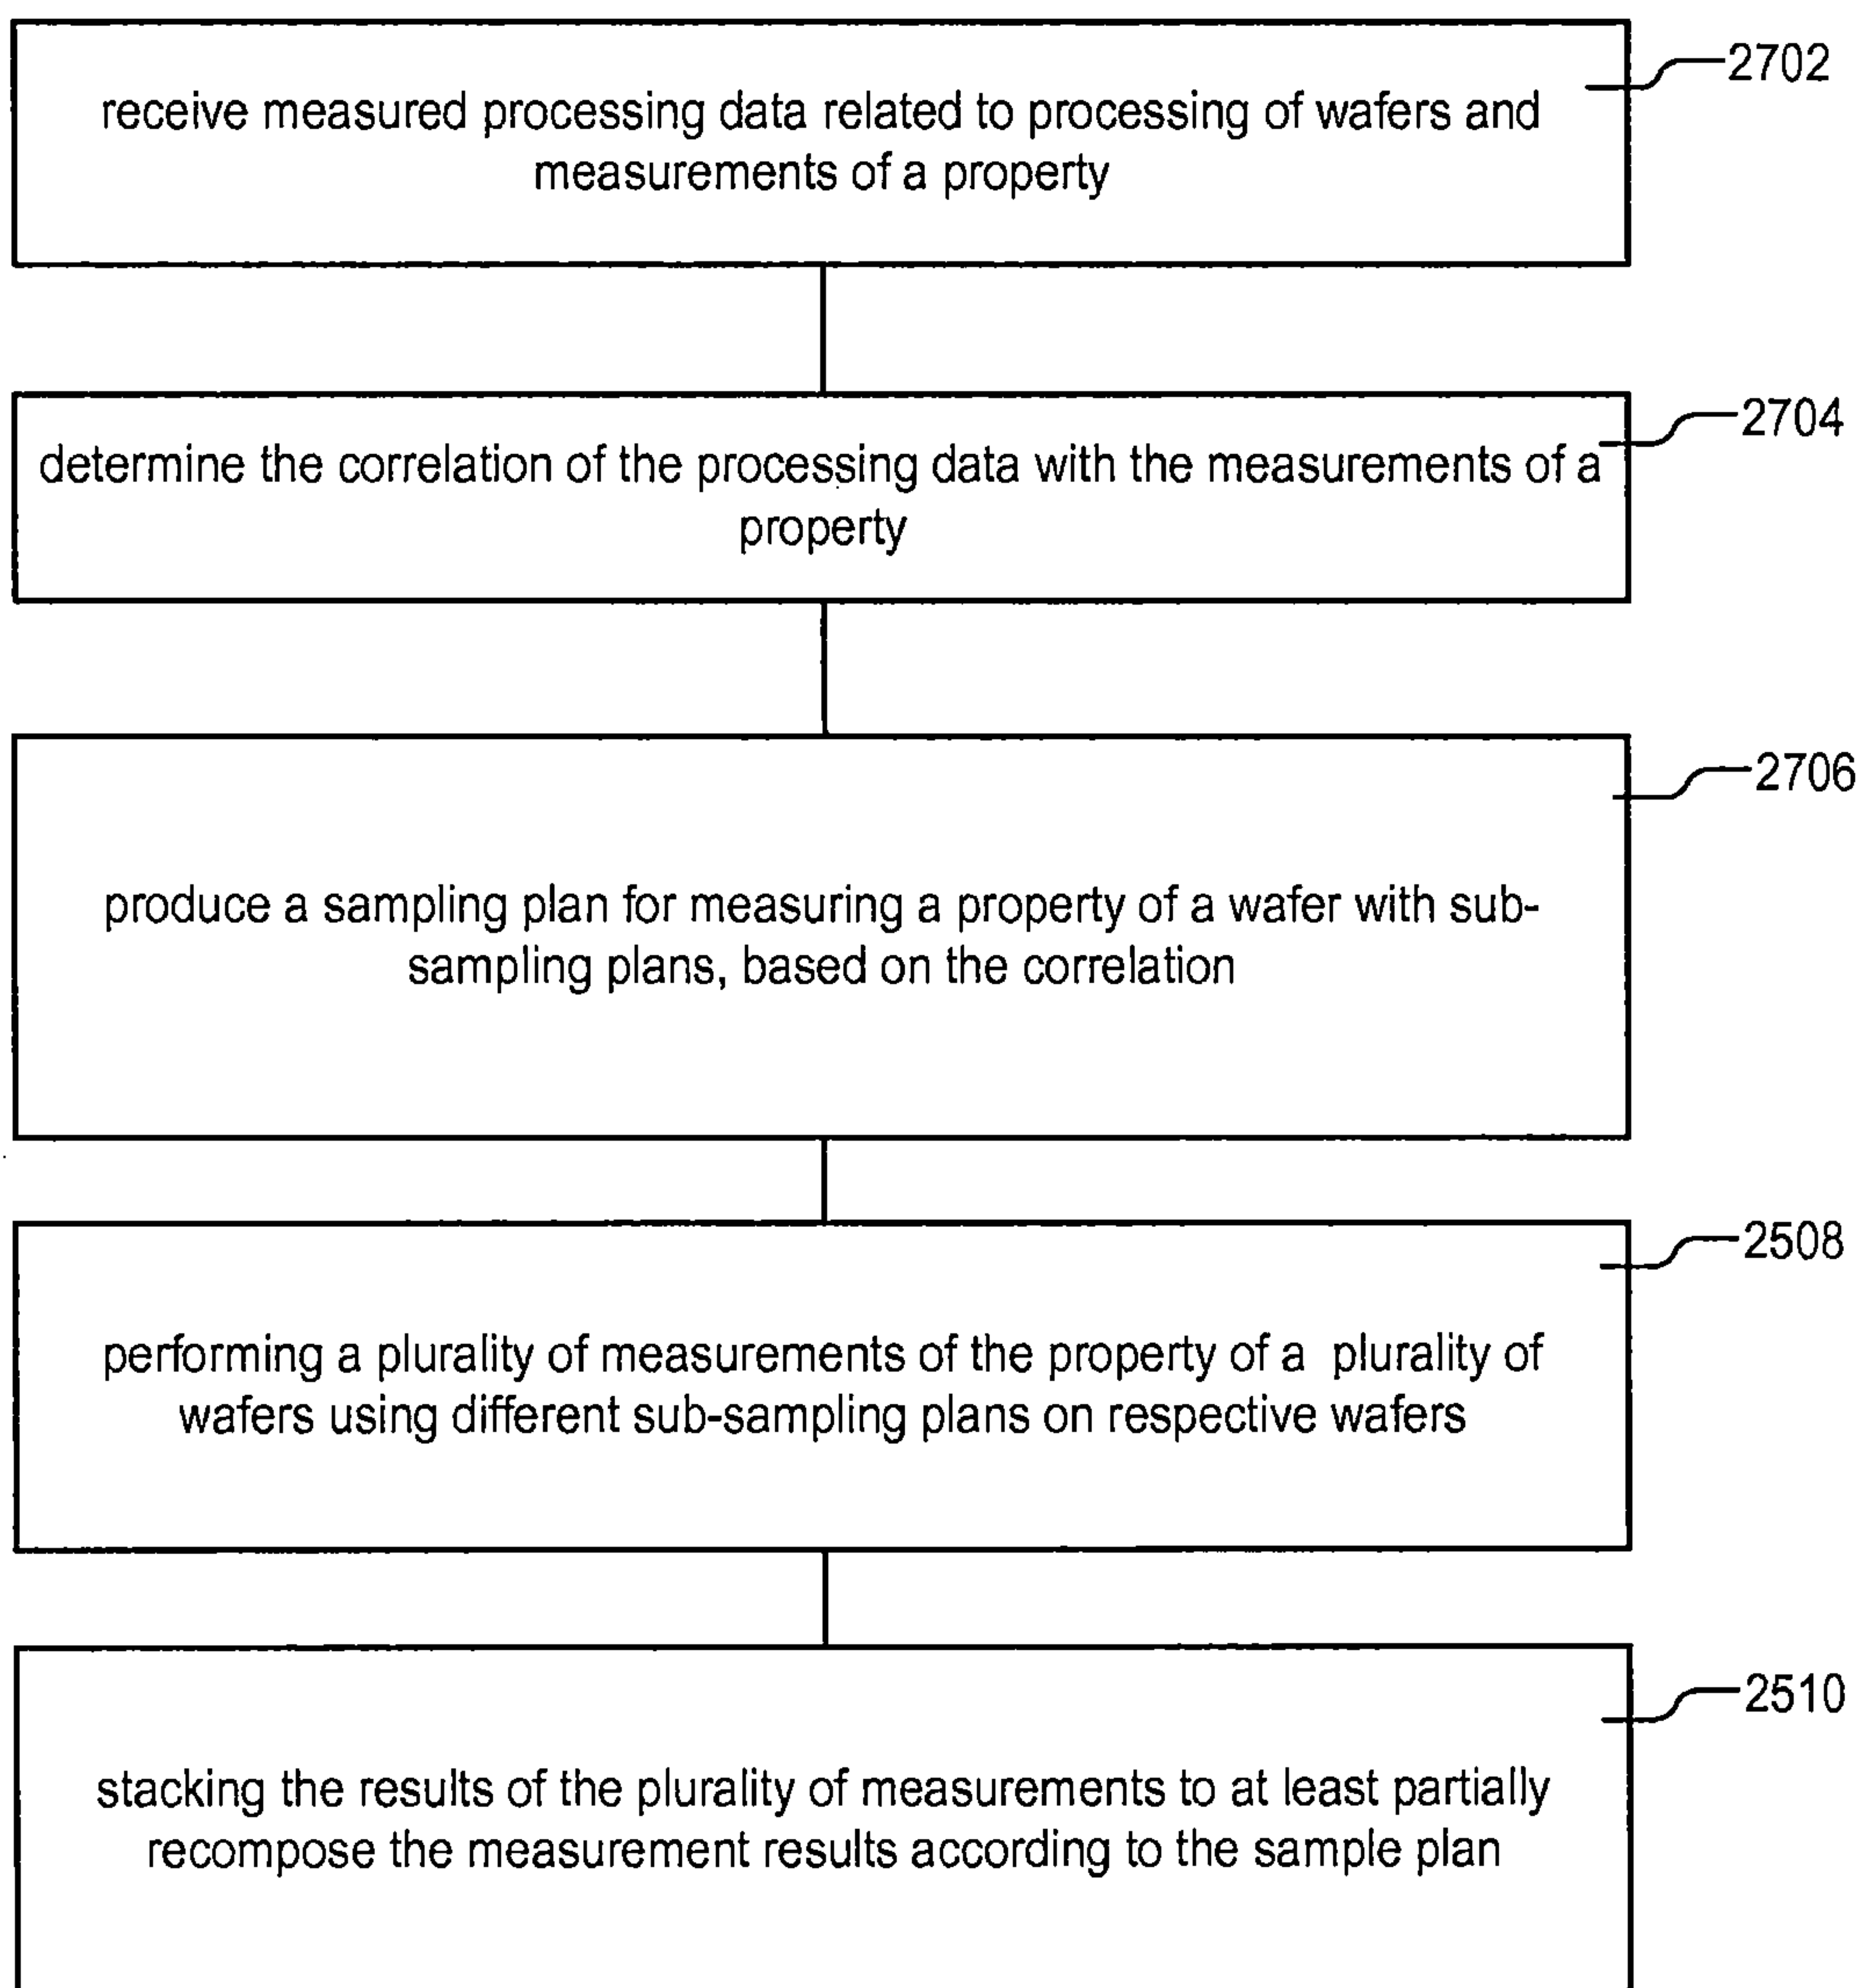 receive measured processing data related to processing of wafers and
measurements of a property
2702
determine the correlation of the processing data with the measurements of a
property
2704
produce a sampling plan for measuring a property of a wafer with sub-
sampling plans, based on the correlation
2706
performing a plurality of measurements of the property of a plurality of
wafers using different sub-sampling plans on respective wafers
2508
stacking the results of the plurality of measurements to at least partially
recompose the measurement results according to the sample plan
2510